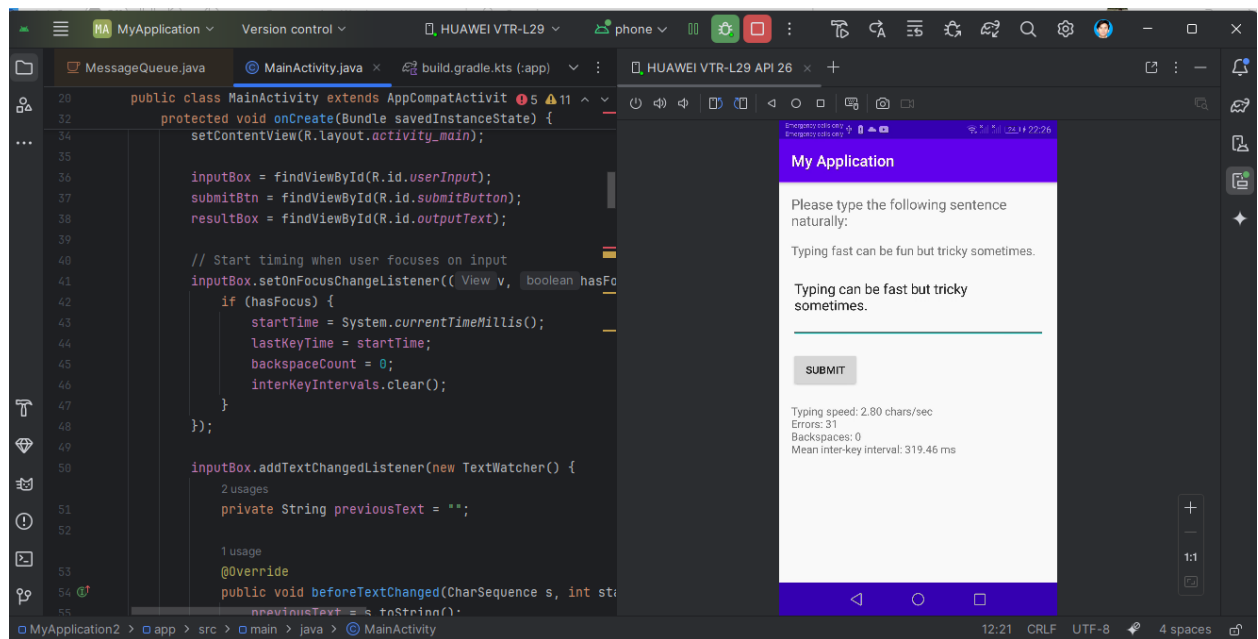 MA MyApplication Version control HUAWEI VTR-L29 phone
MessageQueue.java MainActivity.java build.gradle.kts (:app)
HUAWEI VTR-L29 API 26
20 public class MainActivity extends AppCompatActivit 5 11
32 protected void onCreate(Bundle savedInstanceState) {
34 setContentView(R.layout.activity_main);
35
36 inputBox = findViewById(R.id.userInput);
37 submitBtn = findViewById(R.id.submitButton);
38 resultBox = findViewById(R.id.outputText);
39
40 // Start timing when user focuses on input
41 inputBox.setOnFocusChangeListener(( View v, boolean hasFo
42 if (hasFocus) {
43 startTime = System.currentTimeMillis();
44 lastKeyTime = startTime;
45 backspaceCount = 0;
46 interKeyIntervals.clear();
47 }
48 });
49
50 inputBox.addTextChangedListener(new TextWatcher() {
2 usages
51 private String previousText = "";
52
1 usage
53 @Override
54 public void beforeTextChanged(CharSequence s, int sta
55 previousText = s.toString();
Emergency calls only
Emergency calls only
22:26
My Application
Please type the following sentence
naturally:
Typing fast can be fun but tricky sometimes.
Typing can be fast but tricky
sometimes.
SUBMIT
Typing speed: 2.80 chars/sec
Errors: 31
Backspaces: 0
Mean inter-key interval: 319.46 ms
1:1
MyApplication2 > app > src > main > java > MainActivity
12:21 CRLF UTF-8 4 spaces